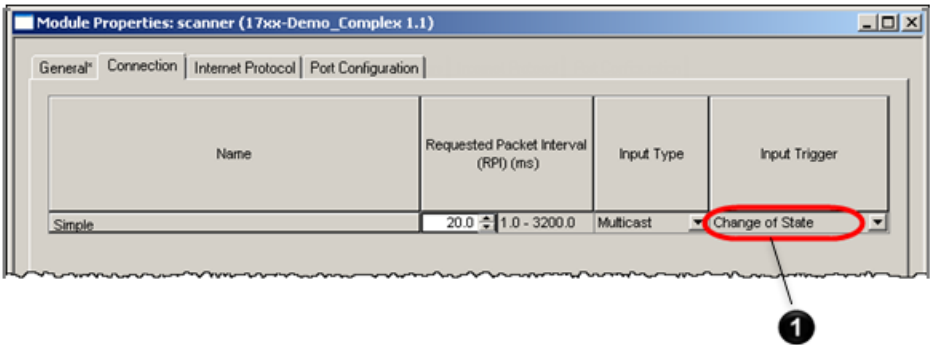 Module Properties: scanner (17xx-Demo_Complex 1.1)
General* Connection Internet Protocol Port Configuration
Name Requested Packet Interval (RPI) (ms) Input Type Input Trigger
Simple 20.0 1.0 - 3200.0 Multicast Change of State
1